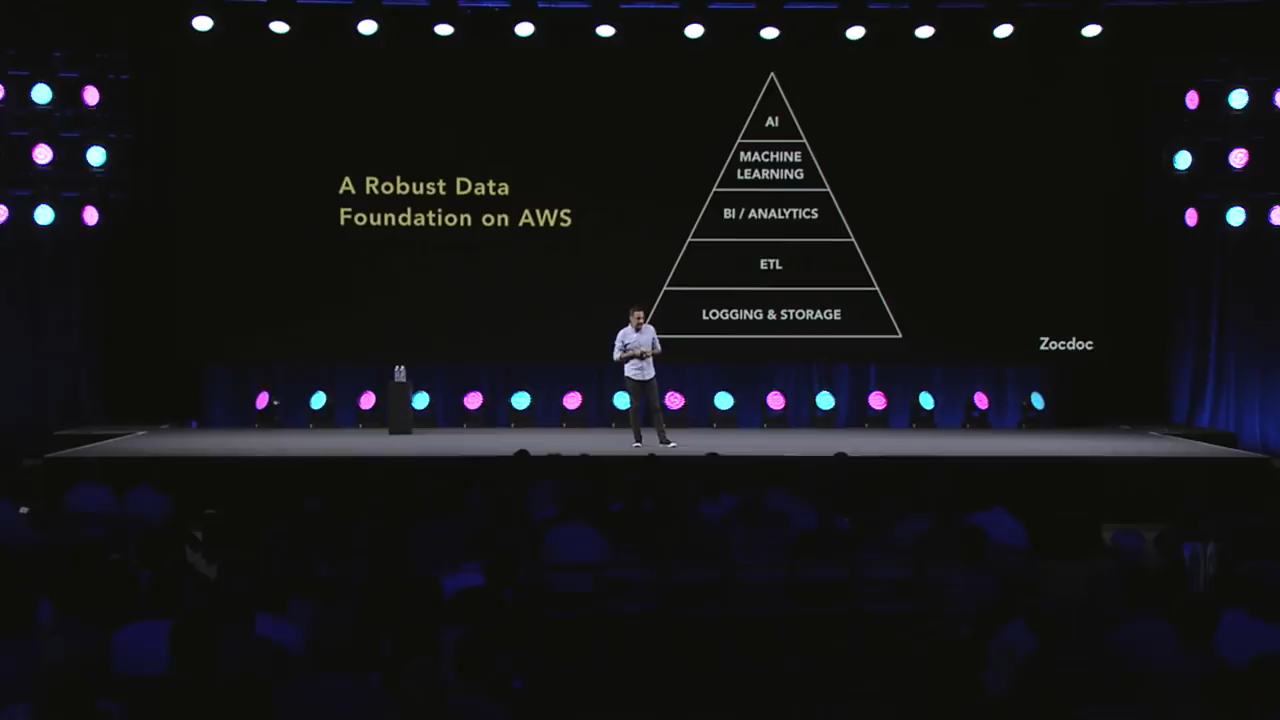 A Robust Data
Foundation on AWS
AI
MACHINE
LEARNING
BI / ANALYTICS
ETL
LOGGING & STORAGE
Zocdoc